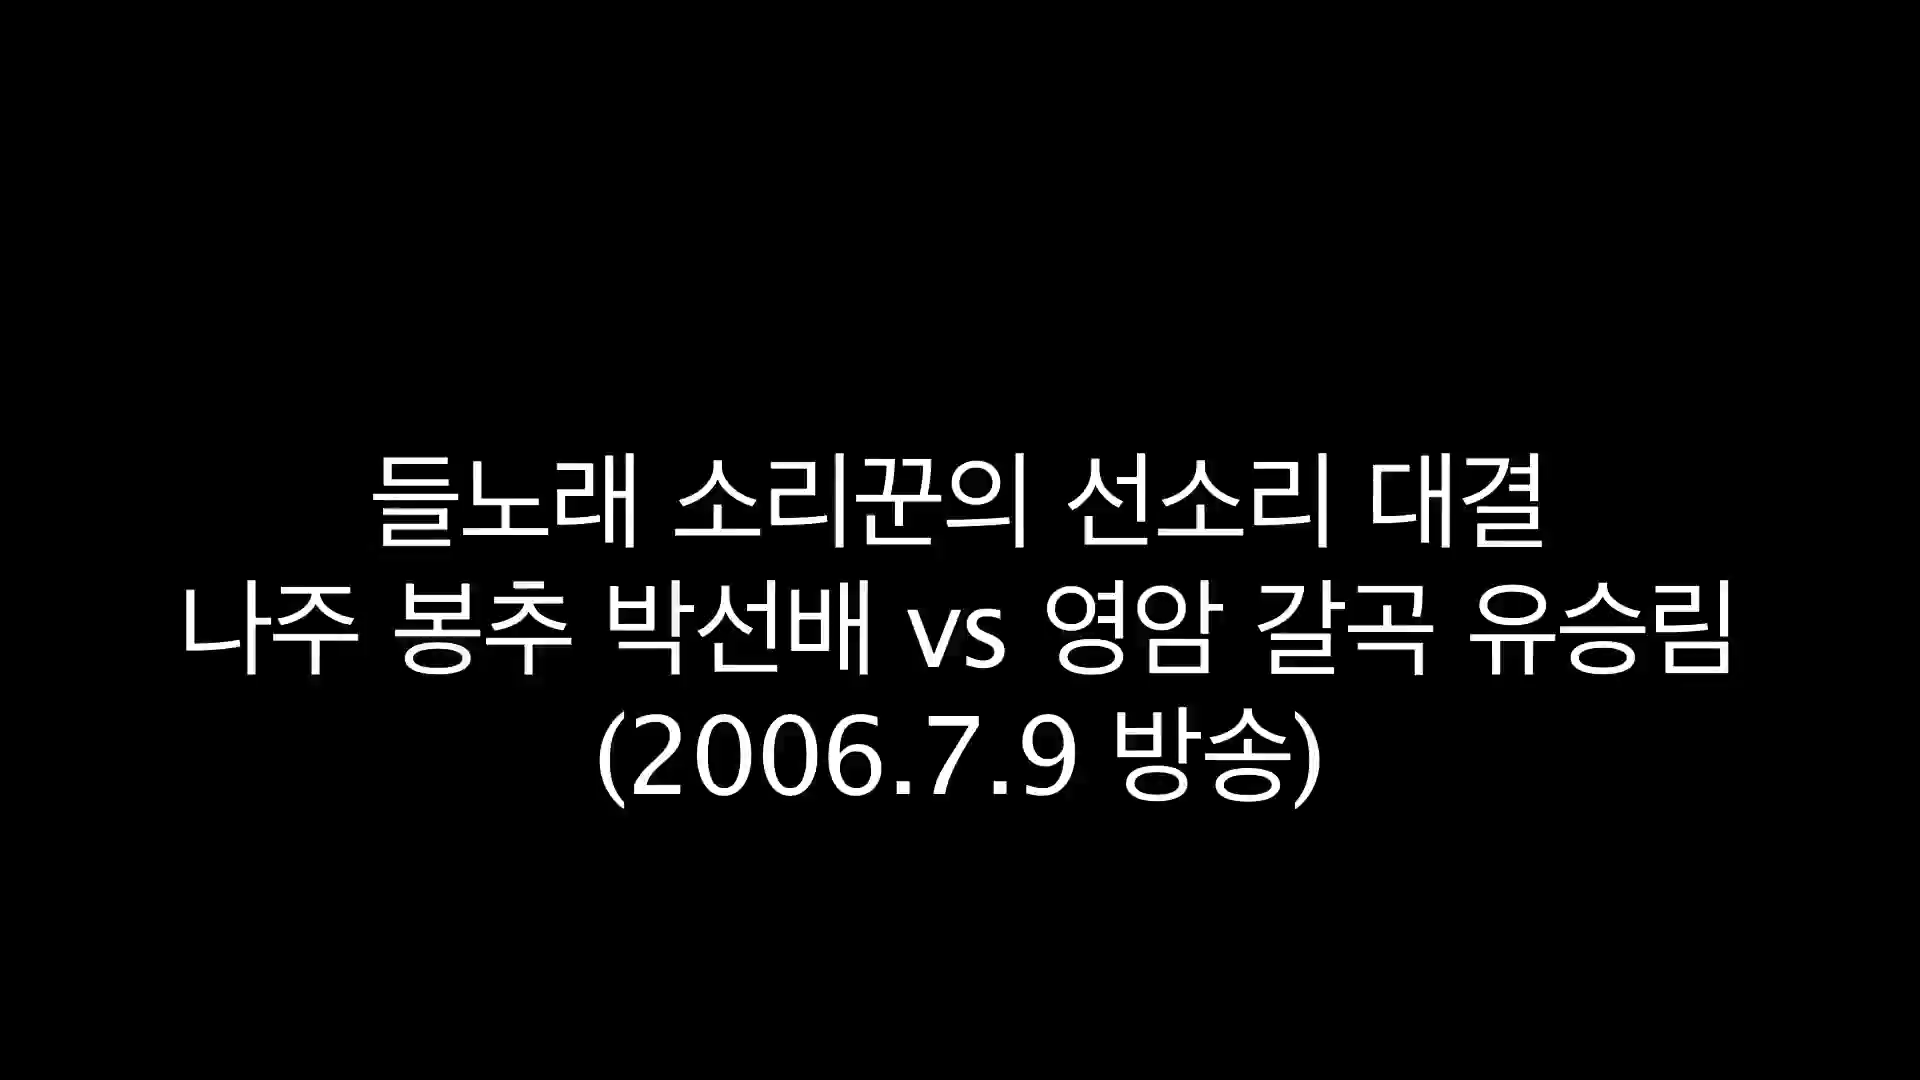 들노래 소리꾼의 선소리 대결
나주 봉추 박선배 vs 영암 갈곡 유승림
(2006.7.9 방송)